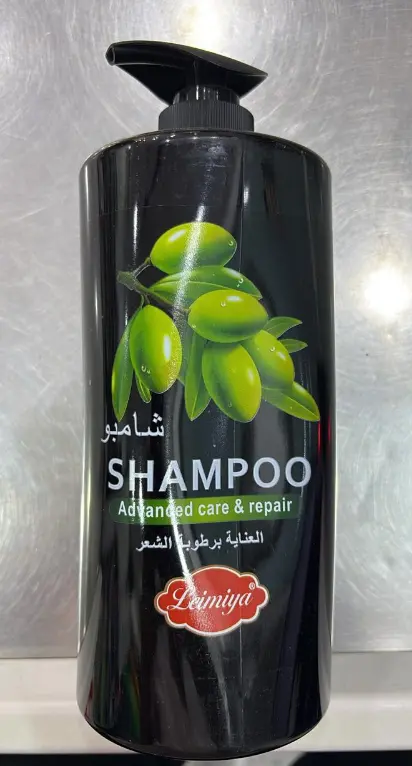 شامبو
SHAMPOO
Advanced care & repair
العناية برطوبة الشعر
Leimiya®